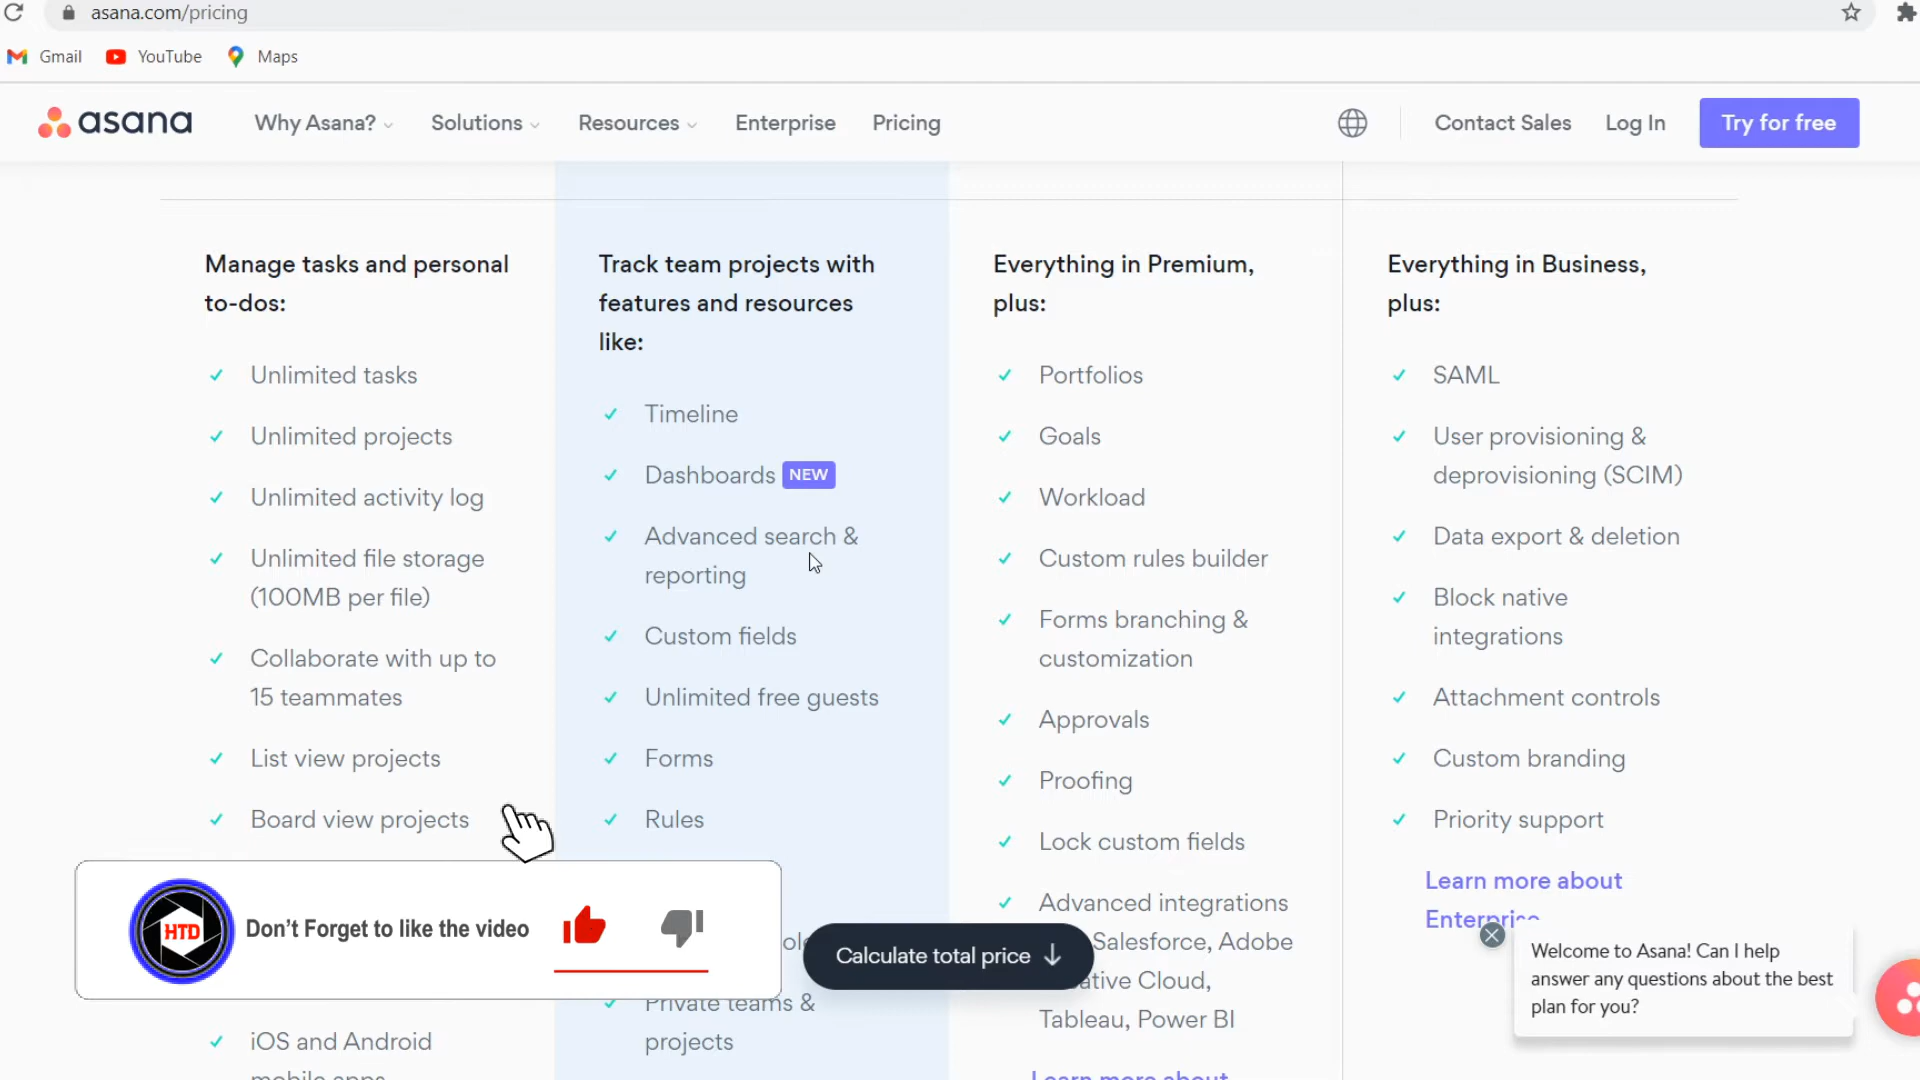 asana.com/pricing
Gmail
YouTube
Maps
asana
Why Asana?
Solutions
Resources
Enterprise
Pricing
Contact Sales
Log In
Try for free
Manage tasks and personal
to-dos:
Unlimited tasks
Unlimited projects
Unlimited activity log
Unlimited file storage
(100MB per file)
Collaborate with up to
15 teammates
List view projects
Board view projects
iOS and Android
mobile apps
Track team projects with
features and resources
like:
Timeline
Dashboards NEW
Advanced search &
reporting
Custom fields
Unlimited free guests
Forms
Rules
Private teams &
projects
Everything in Premium,
plus:
Portfolios
Goals
Workload
Custom rules builder
Forms branching &
customization
Approvals
Proofing
Lock custom fields
Advanced integrations
Salesforce, Adobe
ative Cloud,
Tableau, Power BI
Learn more about
Everything in Business,
plus:
SAML
User provisioning &
deprovisioning (SCIM)
Data export & deletion
Block native
integrations
Attachment controls
Custom branding
Priority support
Learn more about
Enterprise
HTD
Don't Forget to like the video
Calculate total price
Welcome to Asana! Can I help
answer any questions about the best
plan for you?